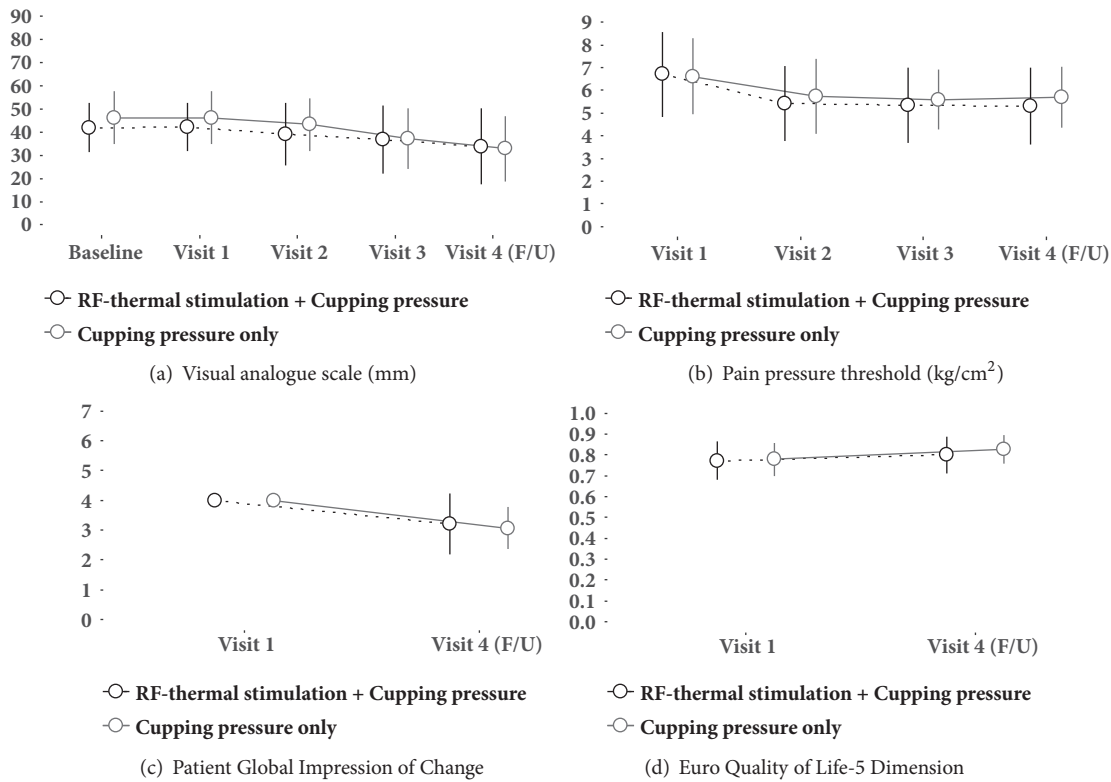 90
80
70
60
50
40
30
20
10
0
Baseline Visit 1 Visit 2 Visit 3 Visit 4 (F/U)
RF-thermal stimulation + Cupping pressure
Cupping pressure only
(a) Visual analogue scale (mm)
9
8
7
6
5
4
3
2
1
0
Visit 1 Visit 2 Visit 3 Visit 4 (F/U)
RF-thermal stimulation + Cupping pressure
Cupping pressure only
(b) Pain pressure threshold (kg/cm²)
7
6
5
4
3
2
1
0
Visit 1 Visit 4 (F/U)
RF-thermal stimulation + Cupping pressure
Cupping pressure only
(c) Patient Global Impression of Change
1.0
0.9
0.8
0.7
0.6
0.5
0.4
0.3
0.2
0.1
0.0
Visit 1 Visit 4 (F/U)
RF-thermal stimulation + Cupping pressure
Cupping pressure only
(d) Euro Quality of Life-5 Dimension